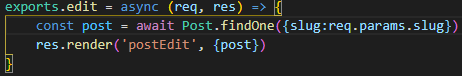 exports.edit = async (req, res) => {
    const post = await Post.findOne({slug:req.params.slug})
    res.render('postEdit', {post})
}